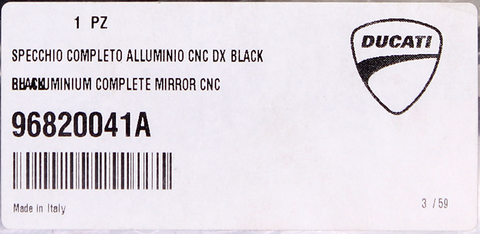 1 PZ
DUCATI
SPECCHIO COMPLETO ALLUMINIO CNC DX BLACK
ALUMINIUM COMPLETE MIRROR CNC
96820041A
Made in Italy
3 / 59